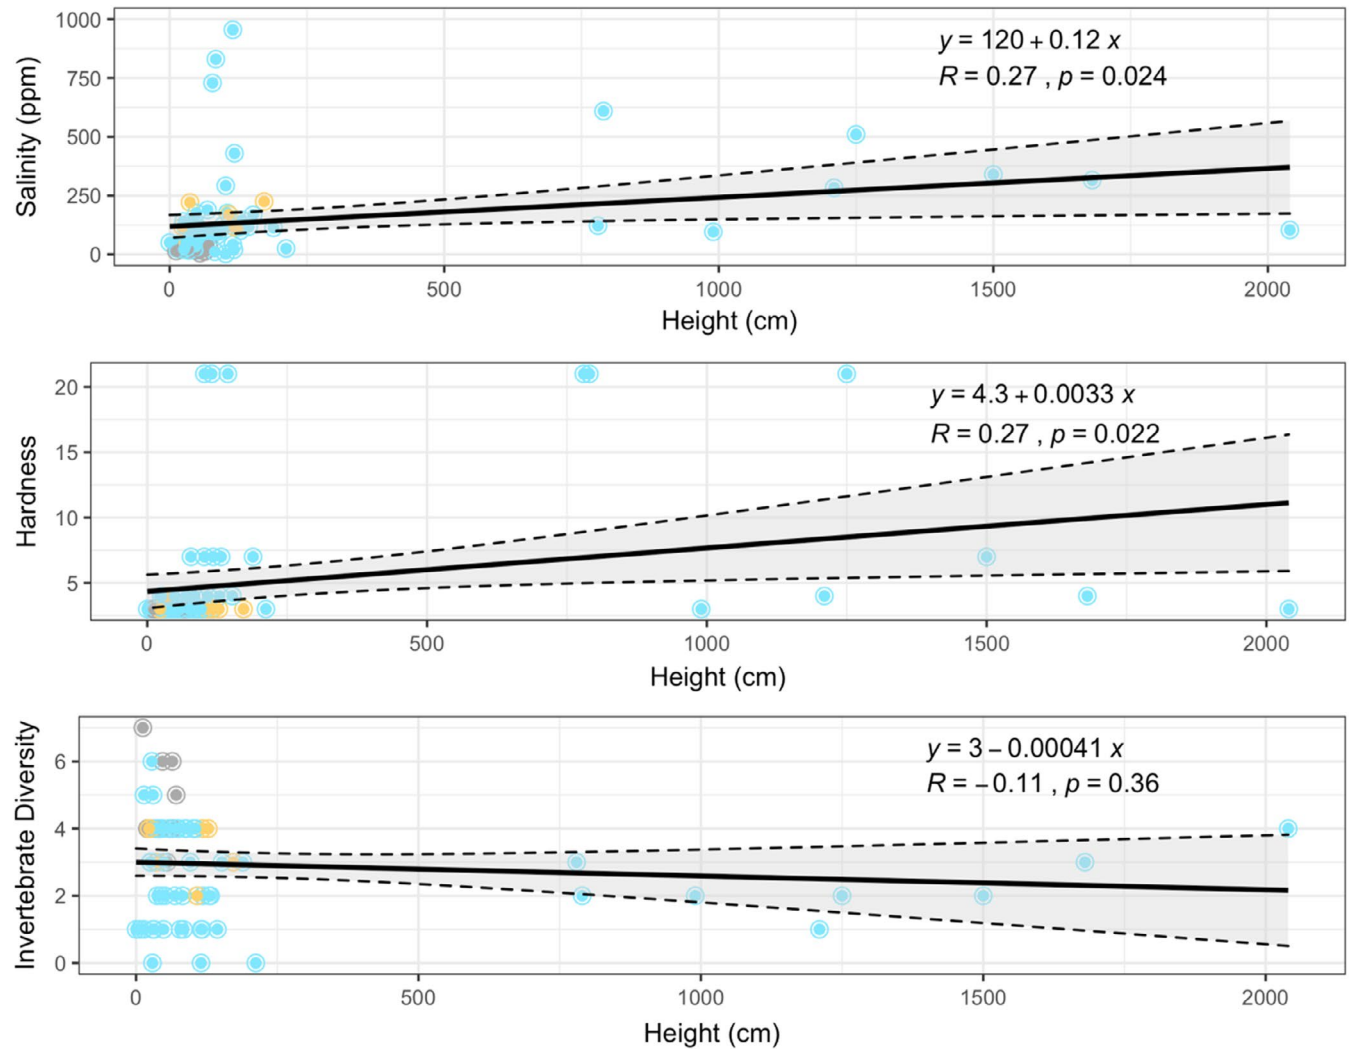 1000
750
500
250
0
Salinity (ppm)
y = 120 + 0.12 x
R = 0.27 , p = 0.024
0 500 1000 1500 2000
Height (cm)
20
15
10
5
Hardness
y = 4.3 + 0.0033 x
R = 0.27 , p = 0.022
0 500 1000 1500 2000
Height (cm)
6
4
2
0
Invertebrate Diversity
y = 3 − 0.00041 x
R = −0.11 , p = 0.36
0 500 1000 1500 2000
Height (cm)